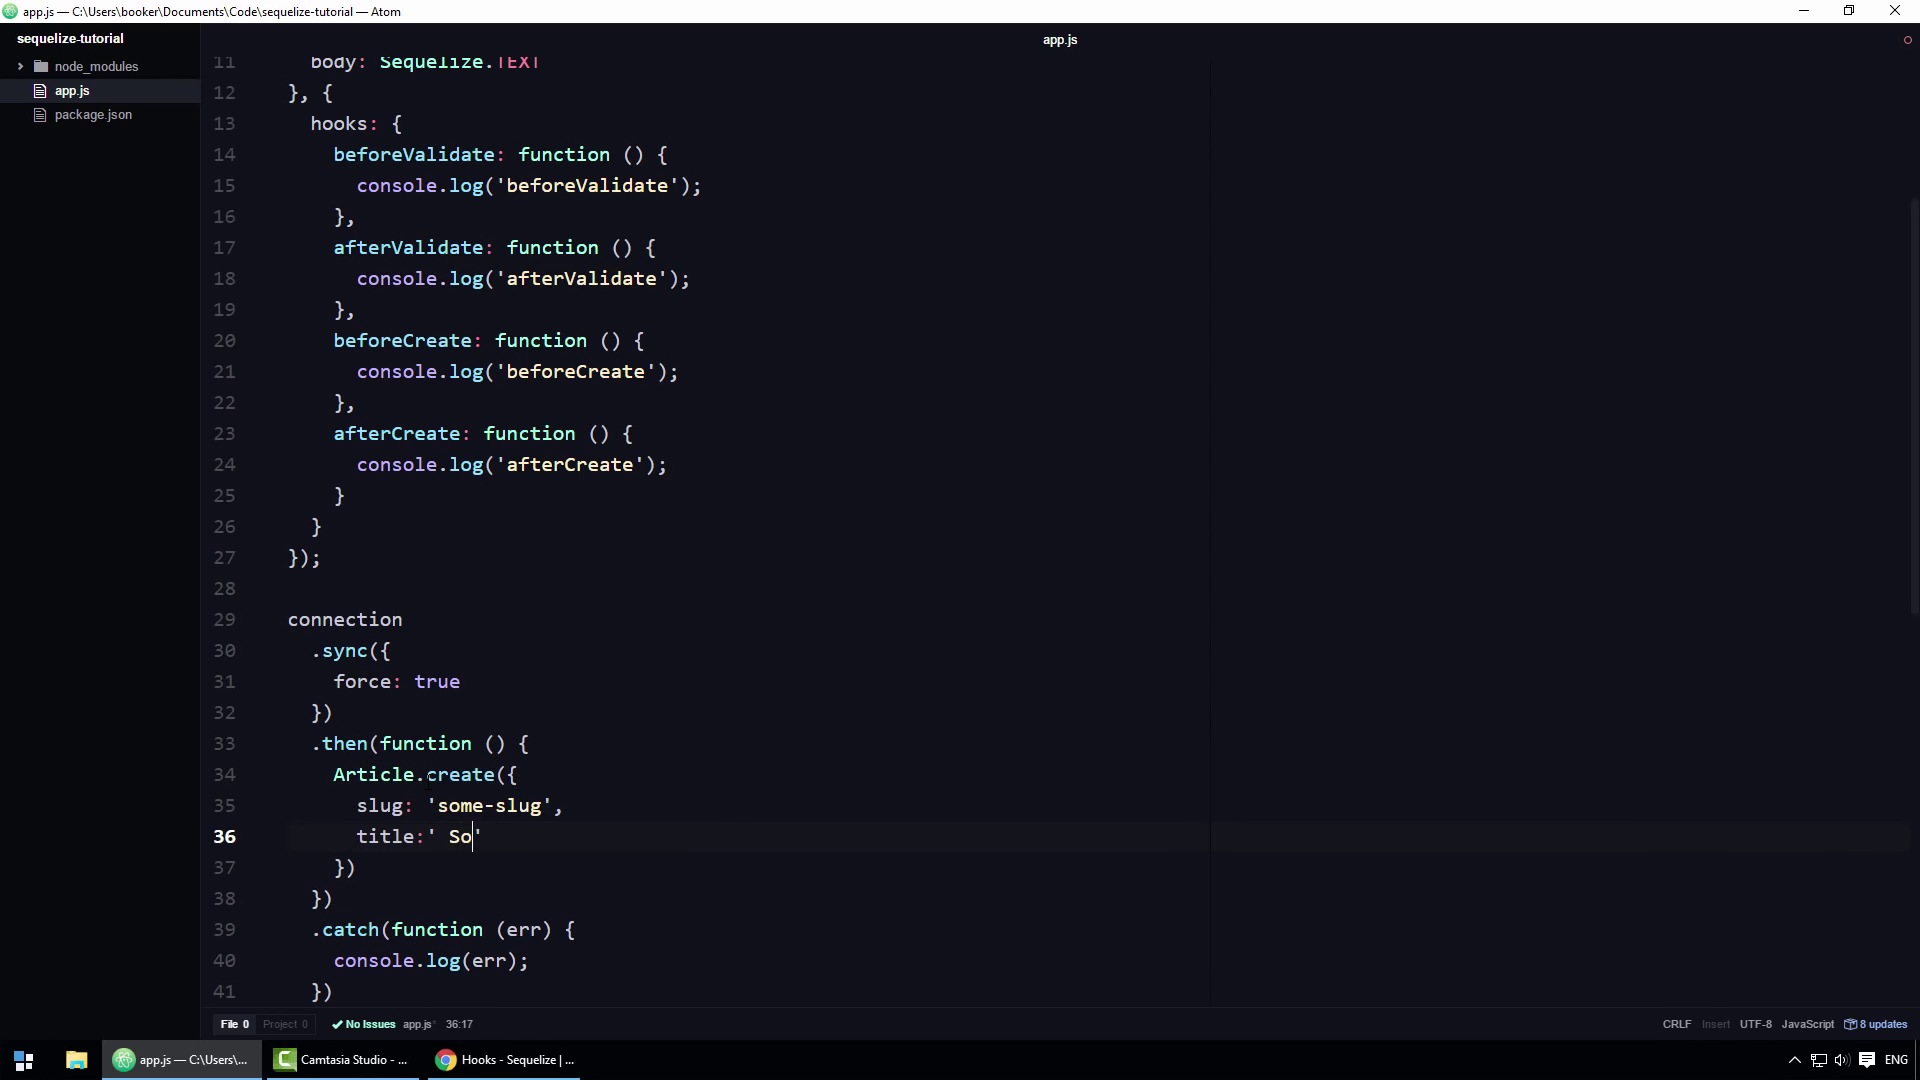 app.js — C:\Users\booker\Documents\Code\sequelize-tutorial — Atom
sequelize-tutorial
node_modules
app.js
package.json
app.js
11 body: Sequelize.TEXT
12 }, {
13 hooks: {
14 beforeValidate: function () {
15 console.log('beforeValidate');
16 },
17 afterValidate: function () {
18 console.log('afterValidate');
19 },
20 beforeCreate: function () {
21 console.log('beforeCreate');
22 },
23 afterCreate: function () {
24 console.log('afterCreate');
25 }
26 }
27 });
28
29 connection
30 .sync({
31 force: true
32 })
33 .then(function () {
34 Article.create({
35 slug: 'some-slug',
36 title:' So'
37 })
38 })
39 .catch(function (err) {
40 console.log(err);
41 })
File 0 Project 0 No Issues app.js* 36:17 CRLF Insert UTF-8 JavaScript 8 updates
app.js — C:\Users\... Camtasia Studio - ... Hooks - Sequelize | ... ENG